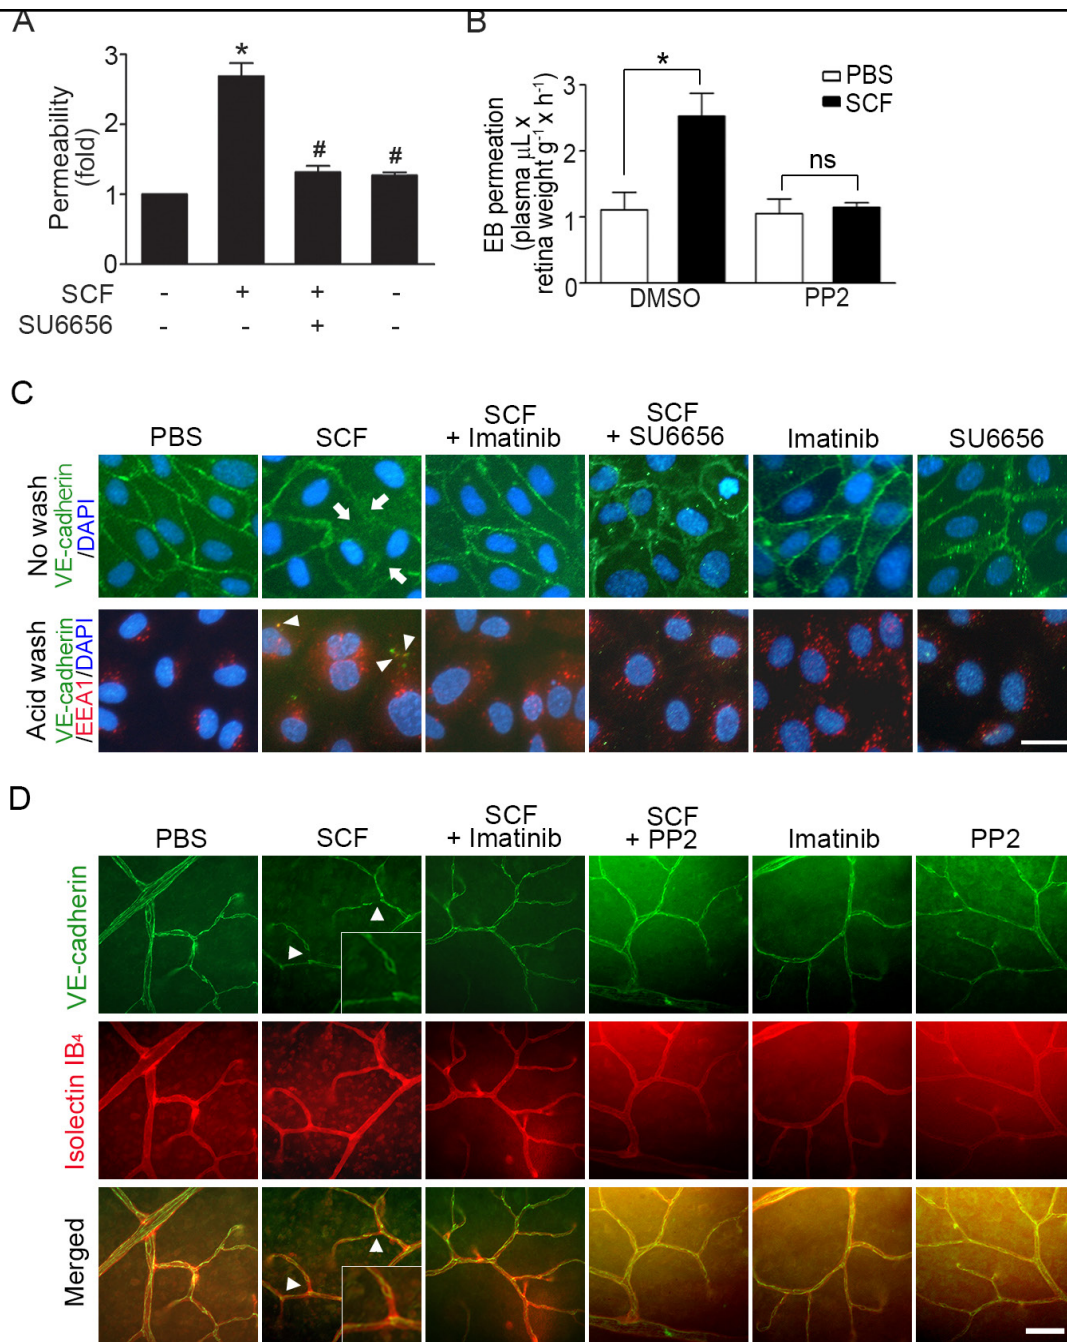 A
Permeability
(fold)
3
2
1
0
*
#
#
SCF - + + -
SU6656 - - + -
B
EB permeation
(plasma µL x
retina weight g⁻¹ x h⁻¹)
3
2
1
0
*
ns
PBS
SCF
DMSO PP2
C
PBS SCF SCF + Imatinib SCF + SU6656 Imatinib SU6656
No wash
VE-cadherin
/DAPI
Acid wash
VE-cadherin
/EEA1/DAPI
D
PBS SCF SCF + Imatinib SCF + PP2 Imatinib PP2
VE-cadherin
Isolectin IB₄
Merged